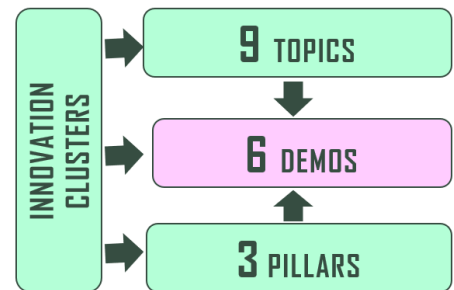 INNOVATION
CLUSTERS
9 TOPICS
6 DEMOS
3 PILLARS